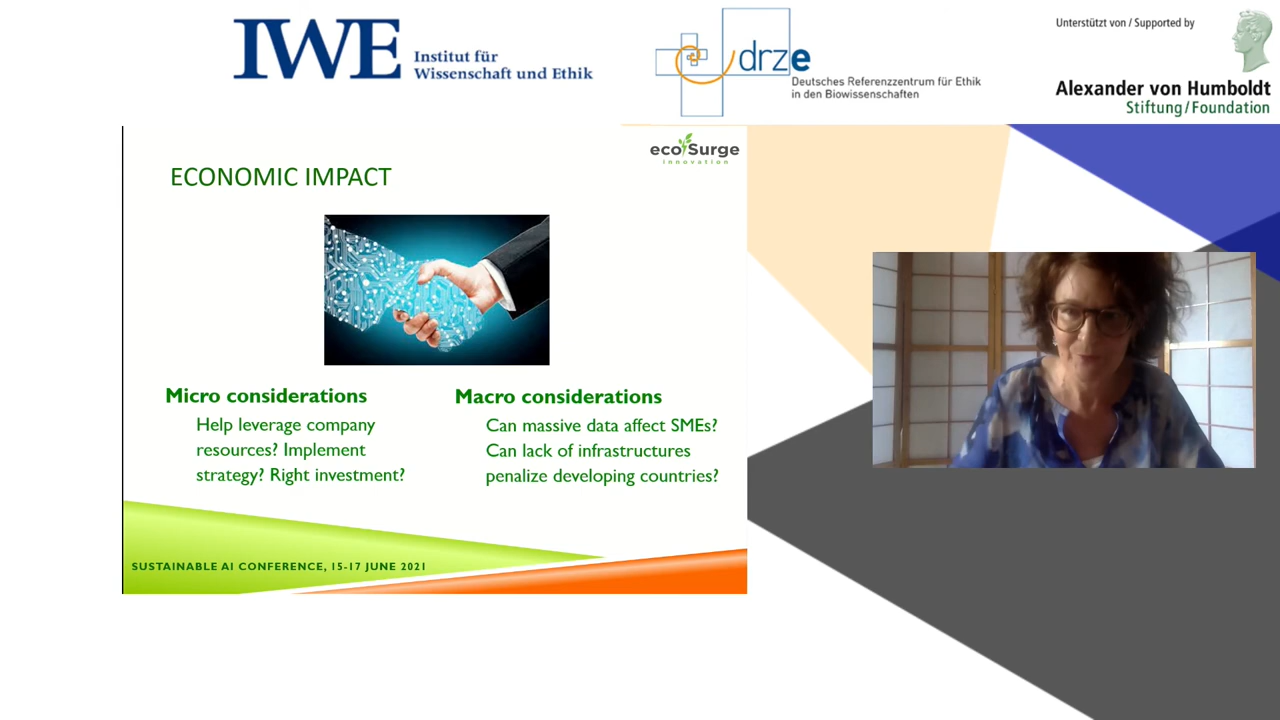 IWE Institut für
Wissenschaft und Ethik
drze
Deutsches Referenzzentrum für Ethik
in den Biowissenschaften
Unterstützt von / Supported by
Alexander von Humboldt
Stiftung/Foundation
ecoSurge
innovation
ECONOMIC IMPACT
Micro considerations
Help leverage company
resources? Implement
strategy? Right investment?
Macro considerations
Can massive data affect SMEs?
Can lack of infrastructures
penalize developing countries?
SUSTAINABLE AI CONFERENCE, 15-17 JUNE 2021